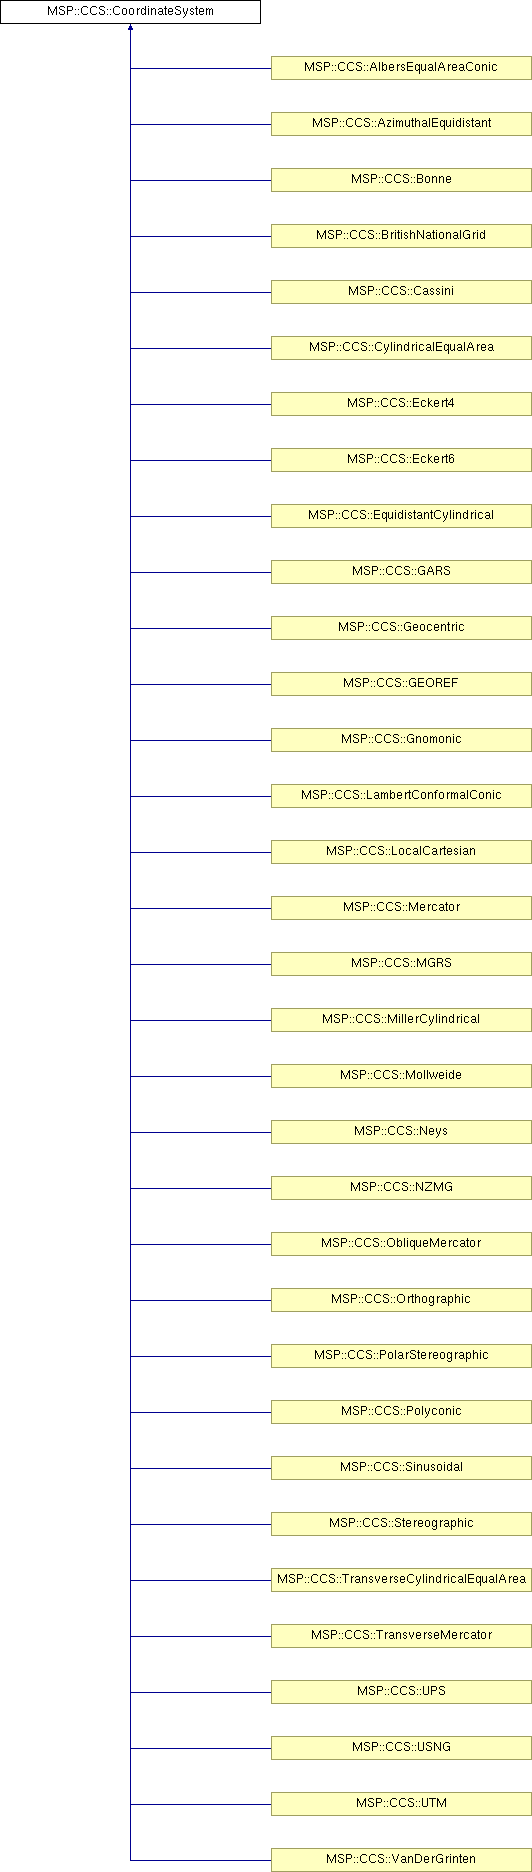 MSP::CCS::CoordinateSystem
MSP::CCS::AlbersEqualAreaConic
MSP::CCS::AzimuthalEquidistant
MSP::CCS::Bonne
MSP::CCS::BritishNationalGrid
MSP::CCS::Cassini
MSP::CCS::CylindricalEqualArea
MSP::CCS::Eckert4
MSP::CCS::Eckert6
MSP::CCS::EquidistantCylindrical
MSP::CCS::GARS
MSP::CCS::Geocentric
MSP::CCS::GEOREF
MSP::CCS::Gnomonic
MSP::CCS::LambertConformalConic
MSP::CCS::LocalCartesian
MSP::CCS::Mercator
MSP::CCS::MGRS
MSP::CCS::MillerCylindrical
MSP::CCS::Mollweide
MSP::CCS::Neys
MSP::CCS::NZMG
MSP::CCS::ObliqueMercator
MSP::CCS::Orthographic
MSP::CCS::PolarStereographic
MSP::CCS::Polyconic
MSP::CCS::Sinusoidal
MSP::CCS::Stereographic
MSP::CCS::TransverseCylindricalEqualArea
MSP::CCS::TransverseMercator
MSP::CCS::UPS
MSP::CCS::USNG
MSP::CCS::UTM
MSP::CCS::VanDerGrinten